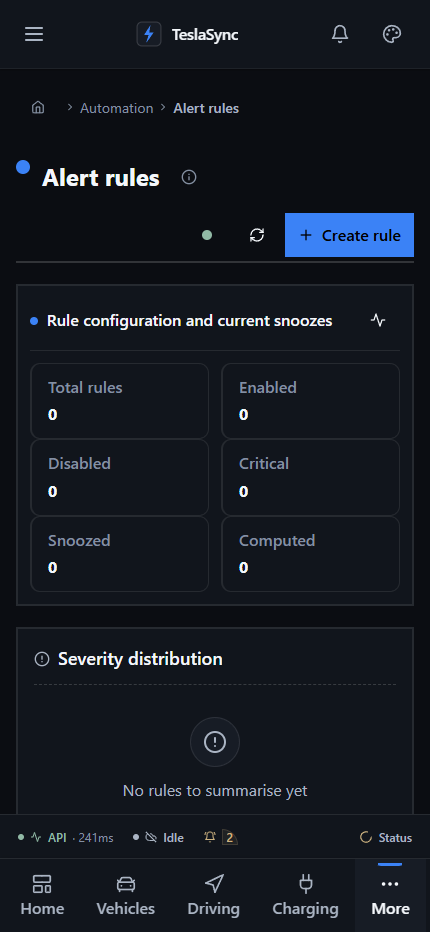 TeslaSync
Automation Alert rules
Alert rules
Create rule
Rule configuration and current snoozes
Total rules
0
Enabled
0
Disabled
0
Critical
0
Snoozed
0
Computed
0
Severity distribution
No rules to summarise yet
API · 241ms Idle 2 Status
Home Vehicles Driving Charging More